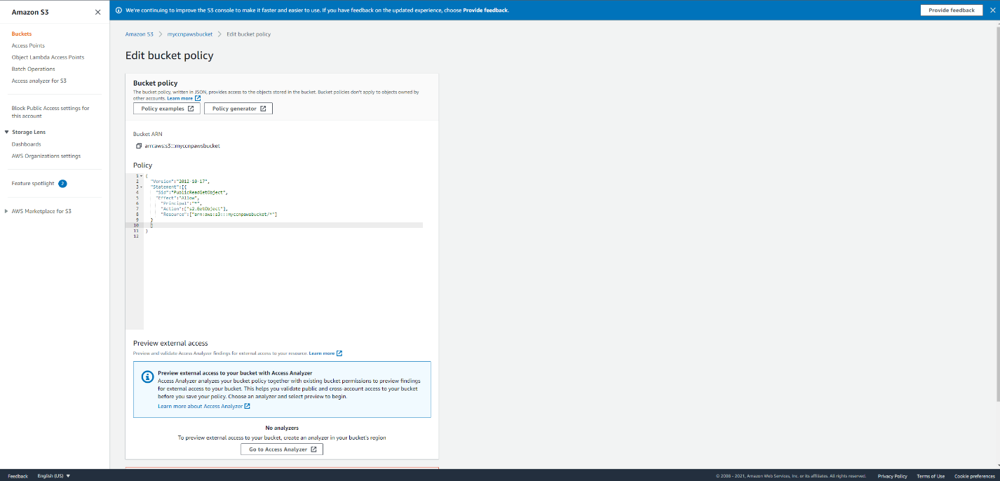 Amazon S3
We're continuing to improve the S3 console to make it faster and easier to use. If you have feedback on the updated experience, choose Provide feedback.
Provide feedback
Buckets
Access Points
Object Lambda Access Points
Batch Operations
Access analyzer for S3
Block Public Access settings for
this account
Storage Lens
Dashboards
AWS Organizations settings
Feature spotlight 2
AWS Marketplace for S3
Amazon S3 > myccnpawsbucket > Edit bucket policy
Edit bucket policy
Bucket policy
The bucket policy, written in JSON, provides access to the objects stored in the bucket. Bucket policies don't apply to objects owned by
other accounts. Learn more
Policy examples
Policy generator
Bucket ARN
arn:aws:s3:::myccnpawsbucket
Policy
1 {
2 "Version":"2012-10-17",
3 "Statement":[{
4 "Sid":"PublicReadGetObject",
5 "Effect":"Allow",
6 "Principal":"*",
7 "Action":["s2.GetObject"],
8 "Resource":["arn:aws:s3:::myccnpawsbucket/*"]
9 }
10 ]
11 }
12
Preview external access
Preview and validate Access Analyzer findings for external access to your resource. Learn more
Preview external access to your bucket with Access Analyzer
Access Analyzer analyzes your bucket policy together with existing bucket permissions to preview findings
for external access to your bucket. This helps you validate public and cross-account access to your bucket
before you save your policy. Choose an analyzer and select preview to begin.
Learn more about Access Analyzer
No analyzers
To preview external access to your bucket, create an analyzer in your bucket's region
Go to Access Analyzer
Feedback
English (US)
© 2008 - 2021, Amazon Web Services, Inc. or its affiliates. All rights reserved.
Privacy Policy
Terms of Use
Cookie preferences